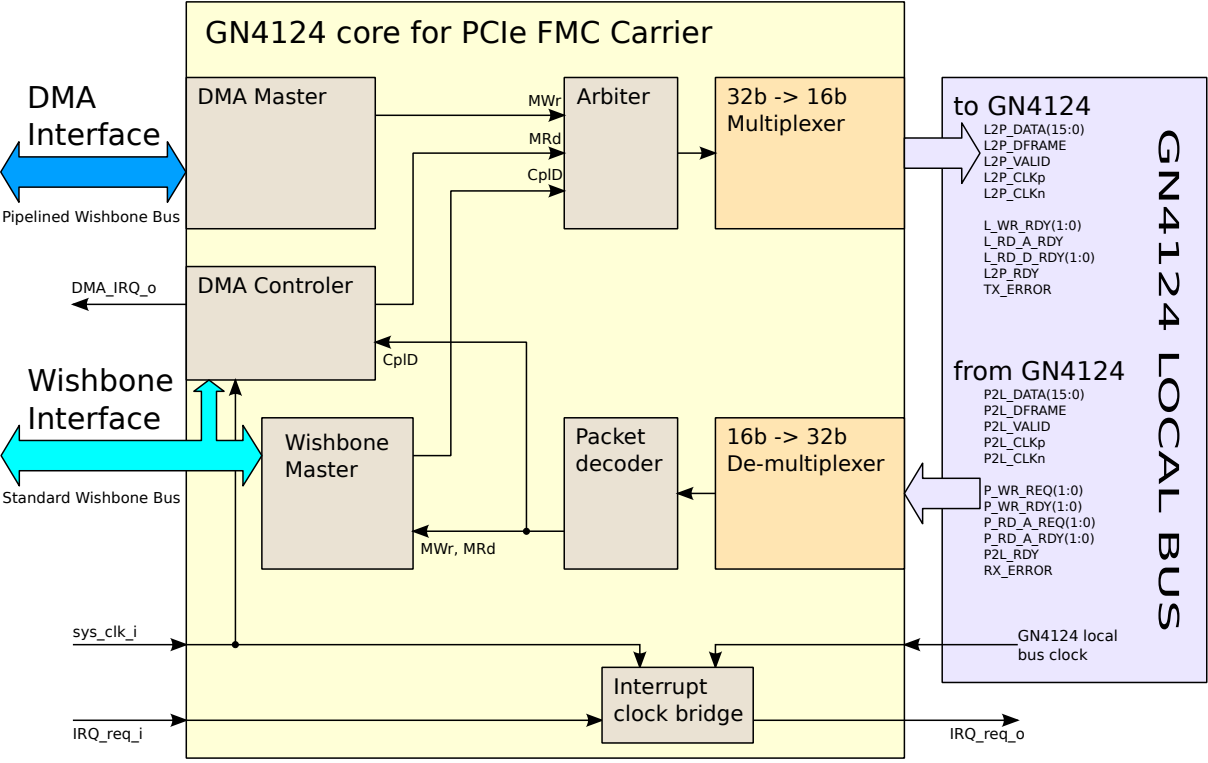 GN4124 core for PCIe FMC Carrier
DMA
Interface
Pipelined Wishbone Bus
DMA Master
MWr
MRd
CplD
Arbiter
32b -> 16b
Multiplexer
to GN4124
L2P_DATA(15:0)
L2P_DFRAME
L2P_VALID
L2P_CLKp
L2P_CLKn
L_WR_RDY(1:0)
L_RD_A_RDY
L_RD_D_RDY(1:0)
L2P_RDY
TX_ERROR
GN4124 LOCAL BUS
DMA_IRQ_o
DMA Controler
CplD
Wishbone
Interface
Standard Wishbone Bus
Wishbone
Master
MWr, MRd
Packet
decoder
16b -> 32b
De-multiplexer
from GN4124
P2L_DATA(15:0)
P2L_DFRAME
P2L_VALID
P2L_CLKp
P2L_CLKn
P_WR_REQ(1:0)
P_WR_RDY(1:0)
P_RD_A_REQ(1:0)
P_RD_A_RDY(1:0)
P2L_RDY
RX_ERROR
sys_clk_i
GN4124 local
bus clock
Interrupt
clock bridge
IRQ_req_i
IRQ_req_o